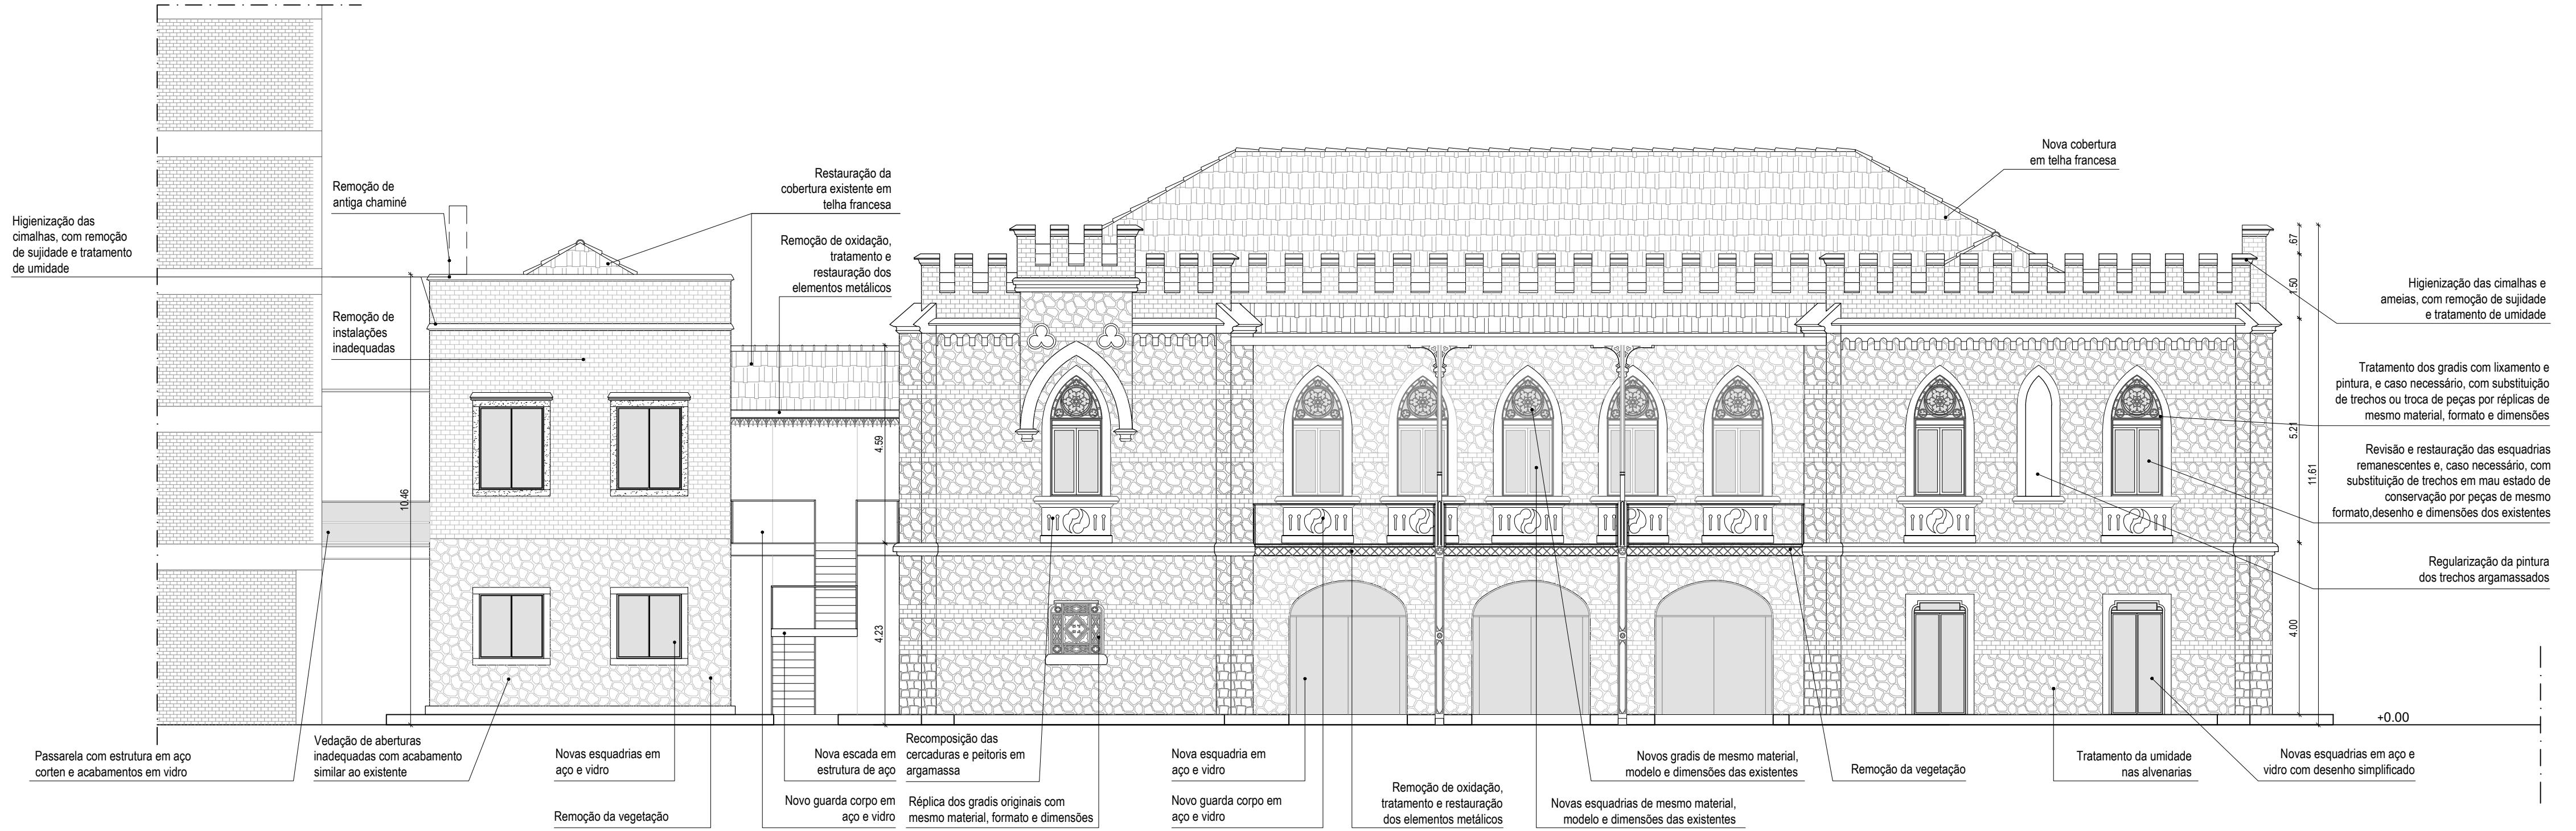 Higienização das
cimalhas, com remoção
de sujidade e tratamento
de umidade
Remoção de
antiga chaminé
Remoção de
instalações
inadequadas
Restauração da
cobertura existente em
telha francesa
Remoção de oxidação,
tratamento e
restauração dos
elementos metálicos
Nova cobertura
em telha francesa
Higienização das cimalhas e
ameias, com remoção de sujidade
e tratamento de umidade
Tratamento dos gradis com lixamento e
pintura, e caso necessário, com substituição
de trechos ou troca de peças por réplicas de
mesmo material, formato e dimensões
Revisão e restauração das esquadrias
remanescentes e, caso necessário, com
substituição de trechos em mau estado de
conservação por peças de mesmo
formato,desenho e dimensões dos existentes
Regularização da pintura
dos trechos argamassados
10.46
4.59
4.23
.67
1.50
5.21
4.00
11.61
+0.00
Passarela com estrutura em aço
corten e acabamentos em vidro
Vedação de aberturas
inadequadas com acabamento
similar ao existente
Novas esquadrias em
aço e vidro
Remoção da vegetação
Nova escada em
estrutura de aço
Novo guarda corpo em
aço e vidro
Recomposição das
cercaduras e peitoris em
argamassa
Réplica dos gradis originais com
mesmo material, formato e dimensões
Nova esquadria em
aço e vidro
Novo guarda corpo em
aço e vidro
Remoção de oxidação,
tratamento e restauração
dos elementos metálicos
Novos gradis de mesmo material,
modelo e dimensões das existentes
Novas esquadrias de mesmo material,
modelo e dimensões das existentes
Remoção da vegetação
Tratamento da umidade
nas alvenarias
Novas esquadrias em aço e
vidro com desenho simplificado